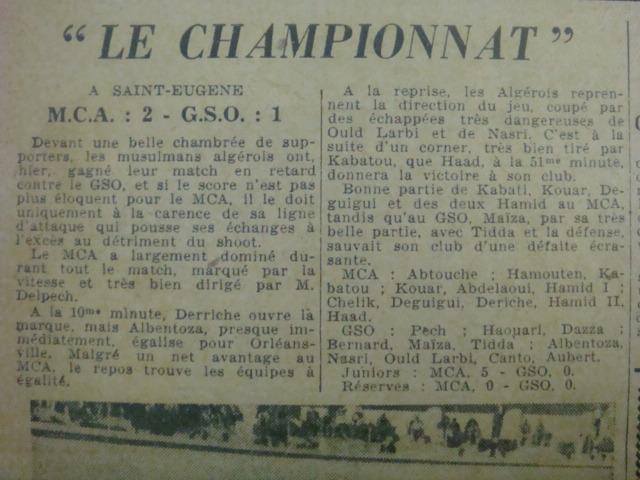 “ LE CHAMPIONNAT ”
A SAINT-EUGENE
M.C.A. : 2 - G.S.O. : 1
Devant une belle chambrée de sup-
porters, les musulmans algérois ont,
hier, gagné leur match en retard
contre le GSO, et si le score n'est pas
plus éloquent pour le MCA, il le doit
uniquement à la carence de sa ligne
d'attaque qui pousse ses échanges à
l'excès au détriment du shoot.
Le MCA a largement dominé du-
rant tout le match, marqué par la
vitesse et très bien dirigé par M.
Delpech.
A la 10me minute, Derriche ouvre la
marque, mais Albentoza, presque im-
médiatement, égalise pour Orléans-
ville. Malgré un net avantage au
MCA, le repos trouve les équipes à
égalité.
A la reprise, les Algérois repren-
nent la direction du jeu, coupé par
des échappées très dangereuses de
Ould Larbi et de Nasri. C'est à la
suite d'un corner, très bien tiré par
Kabatou, que Haad, à la 51me minute,
donnera la victoire à son club.
Bonne partie de Kabati, Kouar, De-
guigui et des deux Hamid au MCA,
tandis qu'au GSO, Maïza, par sa très
belle partie, avec Tidda et la défense,
sauvait son club d'une défaite écra-
sante.
MCA : Abtouche ; Hamouten, Ka-
batou ; Kouar, Abdelaoui, Hamid I ;
Chelik, Deguigui, Deriche, Hamid II,
Haad.
GSO : Pech ; Haouari, Dazza ;
Bernard, Maïza, Tidda ; Albentoza,
Nasri, Ould Larbi, Canto, Aubert.
Juniors : MCA, 5 - GSO, 0.
Réserves : MCA, 0 - GSO, 0.